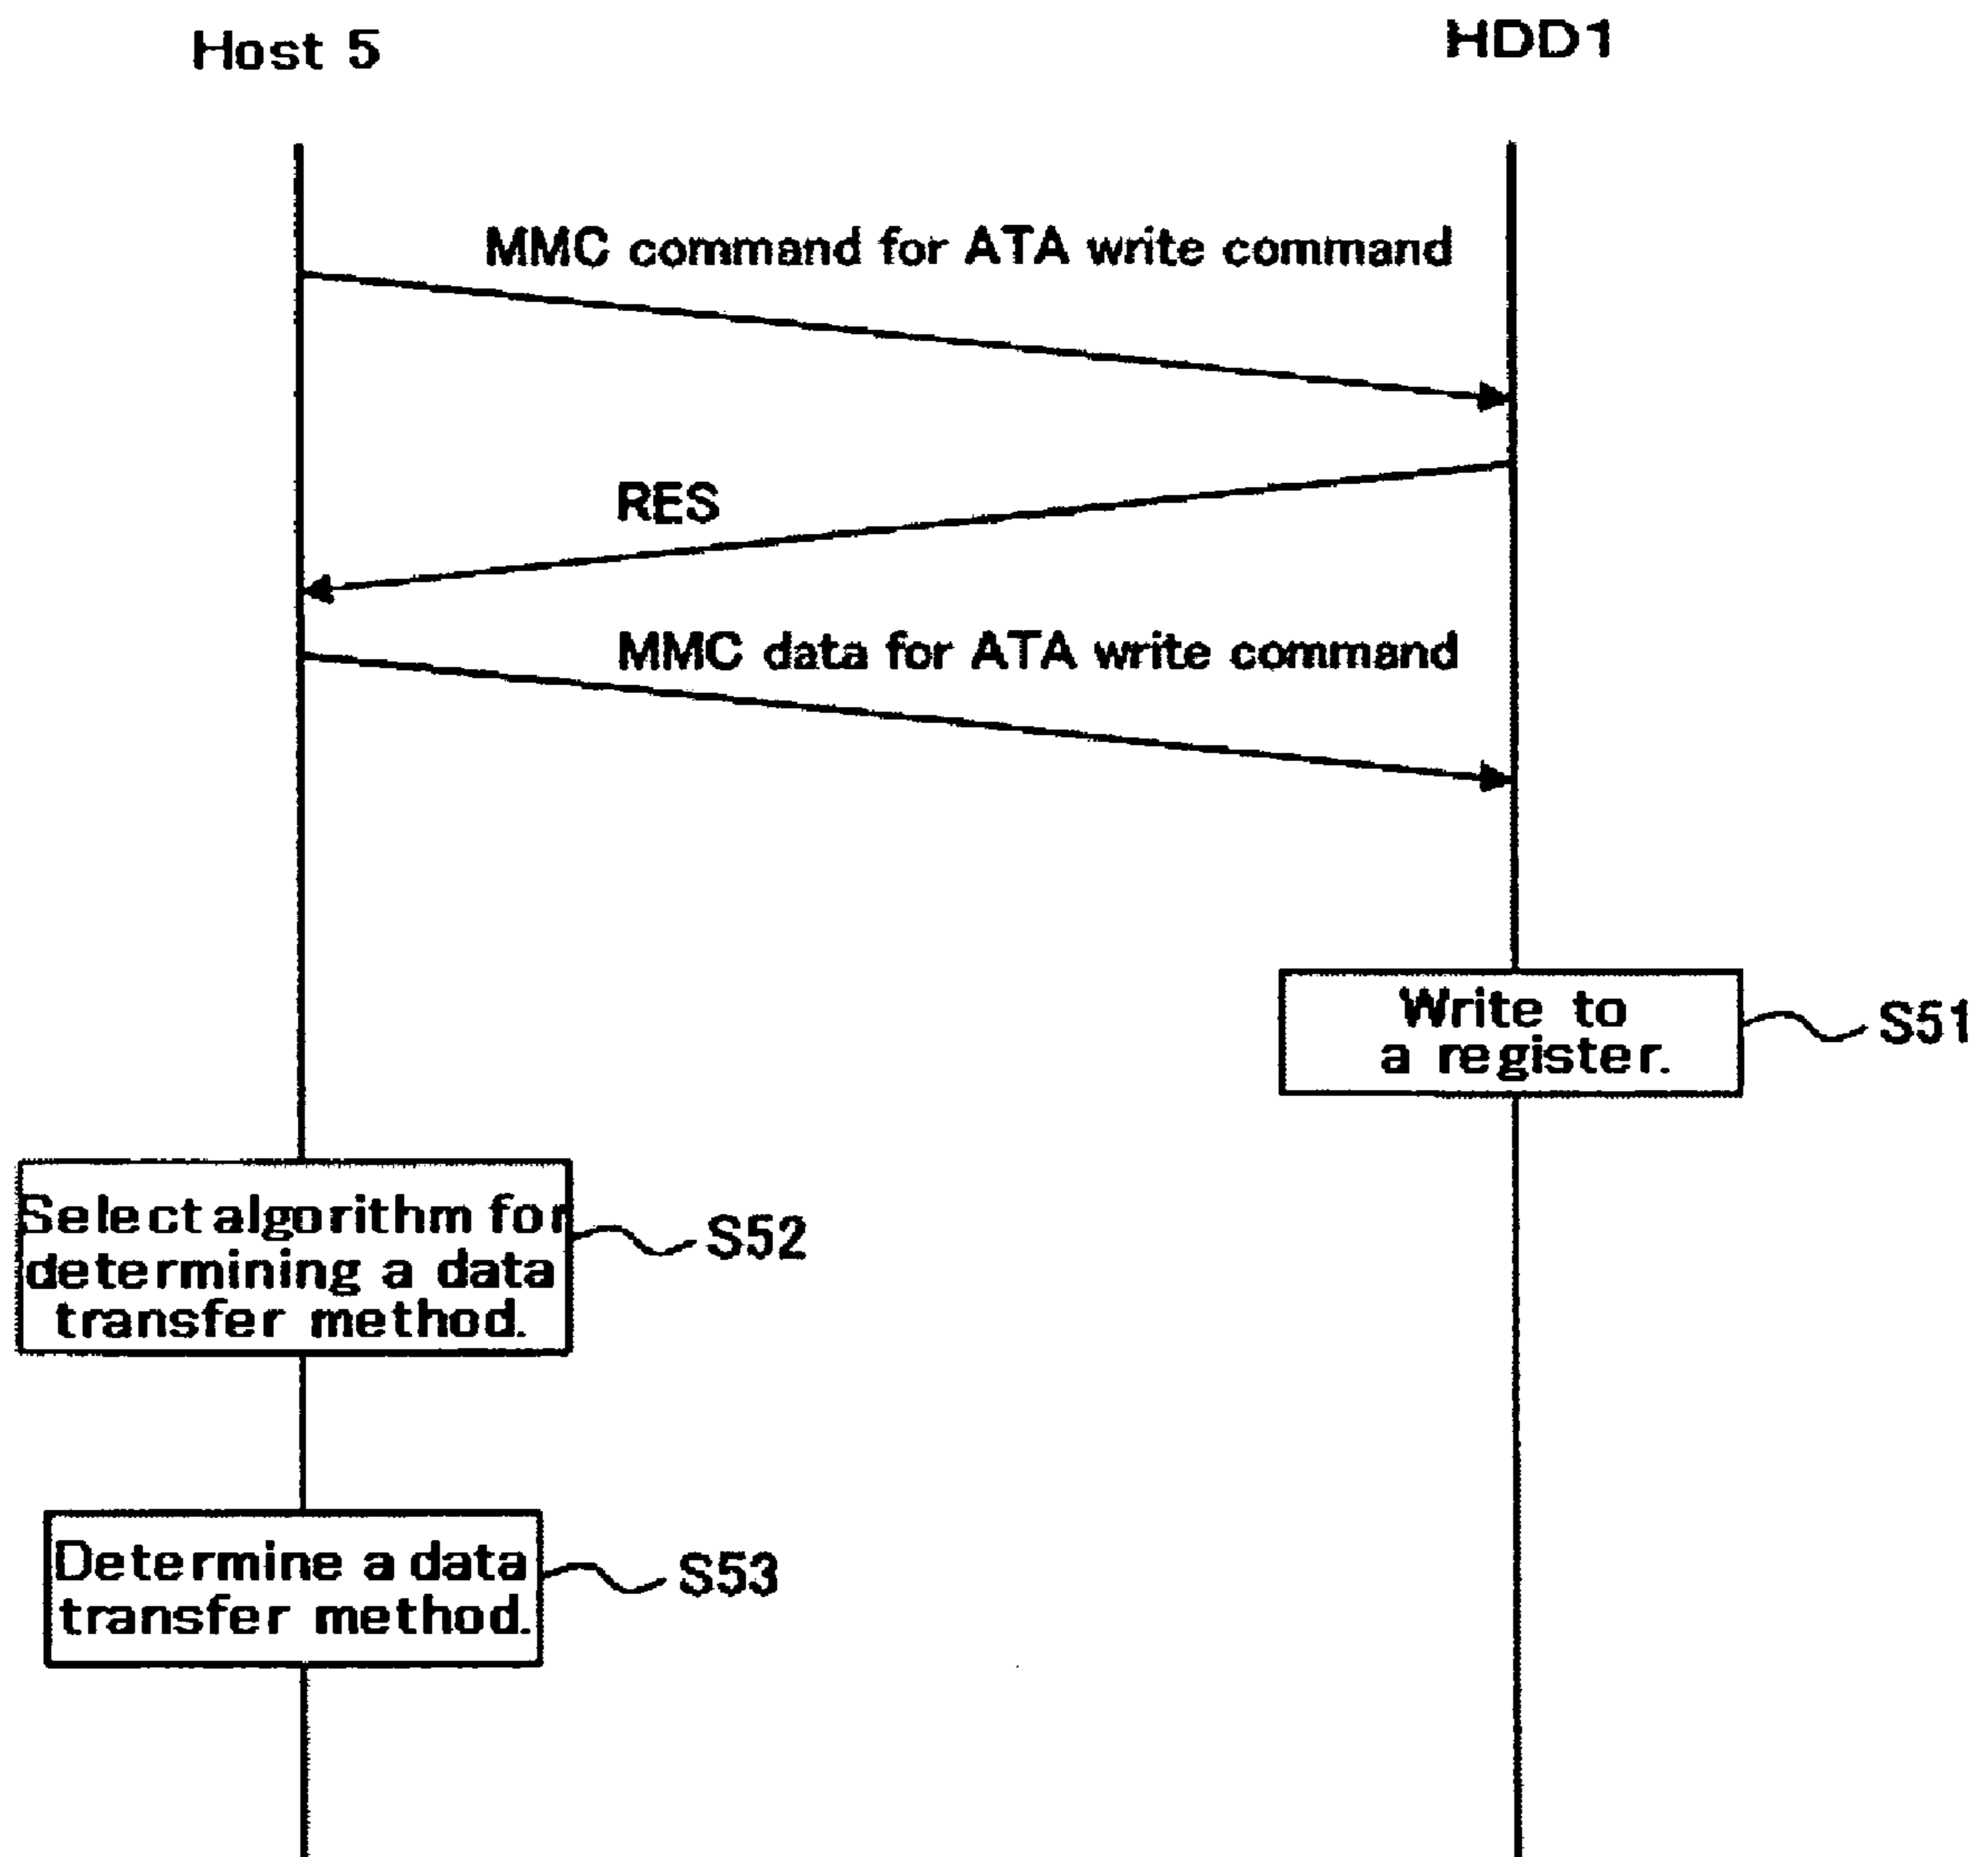 Host 5
HDD1
MMC command for ATA write command
RES
MMC data for ATA write command
Write to
a register.
S51
Select algorithm for
determining a data
transfer method.
S52
Determine a data
transfer method.
S53